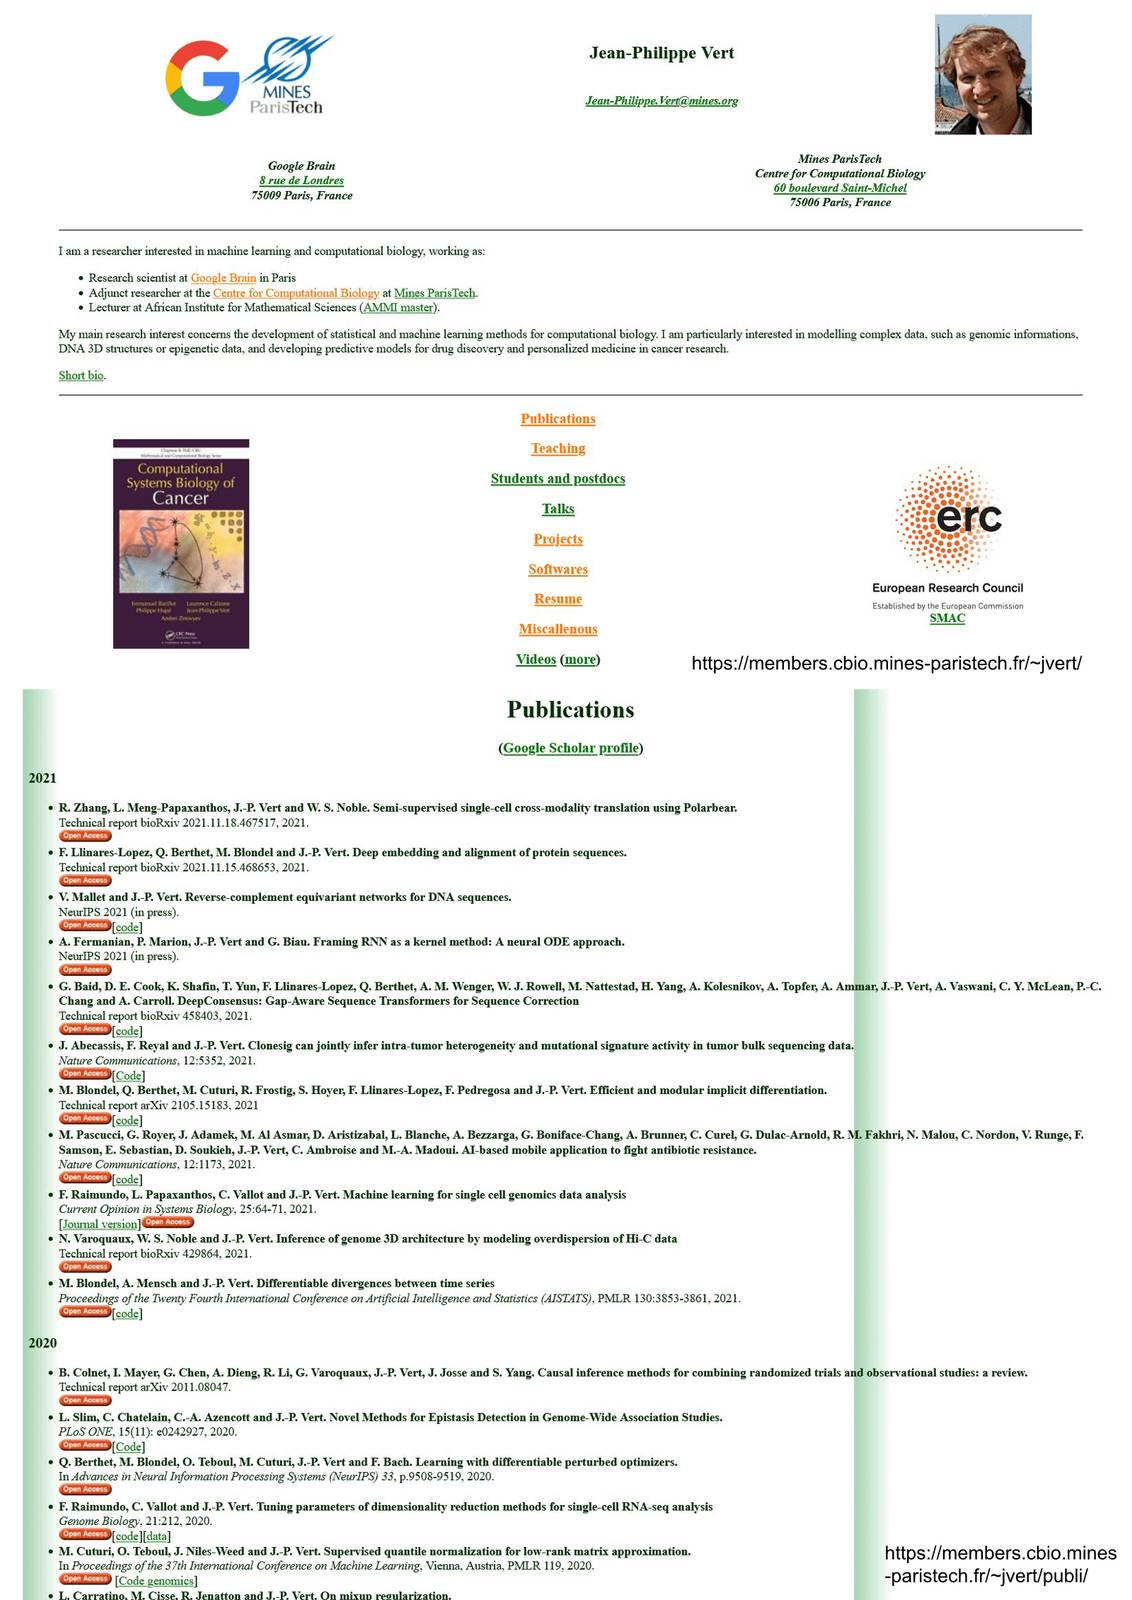 Jean-Philippe Vert
MINES
ParisTech
Jean-Philippe.Vert@mines.org
Google Brain
8 rue de Londres
75009 Paris, France
Mines ParisTech
Centre for Computational Biology
60 boulevard Saint-Michel
75006 Paris, France
I am a researcher interested in machine learning and computational biology, working as:
• Research scientist at Google Brain in Paris
• Adjunct researcher at the Centre for Computational Biology at Mines ParisTech.
• Lecturer at African Institute for Mathematical Sciences (AMMI master).
My main research interest concerns the development of statistical and machine learning methods for computational biology. I am particularly interested in modelling complex data, such as genomic informations,
DNA 3D structures or epigenetic data, and developing predictive models for drug discovery and personalized medicine in cancer research.
Short bio.
Computational
Systems Biology of
Cancer
Emmanuel Barillot Laurence Calzone
Philippe Hupé Jean-Philippe Vert
Andrei Zinovyev
CRC Press
Publications
Teaching
Students and postdocs
Talks
Projects
Softwares
Resume
Miscallenous
Videos (more)
erc
European Research Council
Established by the European Commission
SMAC
https://members.cbio.mines-paristech.fr/~jvert/
Publications
(Google Scholar profile)
2021
• R. Zhang, L. Meng-Papaxanthos, J.-P. Vert and W. S. Noble. Semi-supervised single-cell cross-modality translation using Polarbear.
Technical report bioRxiv 2021.11.18.467517, 2021.
Open Access
• F. Llinares-Lopez, Q. Berthet, M. Blondel and J.-P. Vert. Deep embedding and alignment of protein sequences.
Technical report bioRxiv 2021.11.15.468653, 2021.
Open Access
• V. Mallet and J.-P. Vert. Reverse-complement equivariant networks for DNA sequences.
NeurIPS 2021 (in press).
Open Access [code]
• A. Fermanian, P. Marion, J.-P. Vert and G. Biau. Framing RNN as a kernel method: A neural ODE approach.
NeurIPS 2021 (in press).
Open Access
• G. Baid, D. E. Cook, K. Shafin, T. Yun, F. Llinares-Lopez, Q. Berthet, A. M. Wenger, W. J. Rowell, M. Nattestad, H. Yang, A. Kolesnikov, A. Topfer, A. Ammar, J.-P. Vert, A. Vaswani, C. Y. McLean, P.-C.
Chang and A. Carroll. DeepConsensus: Gap-Aware Sequence Transformers for Sequence Correction
Technical report bioRxiv 458403, 2021.
Open Access [code]
• J. Abecassis, F. Reyal and J.-P. Vert. Clonesig can jointly infer intra-tumor heterogeneity and mutational signature activity in tumor bulk sequencing data.
Nature Communications, 12:5352, 2021.
Open Access [Code]
• M. Blondel, Q. Berthet, M. Cuturi, R. Frostig, S. Hoyer, F. Llinares-Lopez, F. Pedregosa and J.-P. Vert. Efficient and modular implicit differentiation.
Technical report arXiv 2105.15183, 2021
Open Access [code]
• M. Pascucci, G. Royer, J. Adamek, M. Al Asmar, D. Aristizabal, L. Blanche, A. Bezzarga, G. Boniface-Chang, A. Brunner, C. Curel, G. Dulac-Arnold, R. M. Fakhri, N. Malou, C. Nordon, V. Runge, F.
Samson, E. Sebastian, D. Soukieh, J.-P. Vert, C. Ambroise and M.-A. Madoui. AI-based mobile application to fight antibiotic resistance.
Nature Communications, 12:1173, 2021.
Open Access [code]
• F. Raimundo, L. Papaxanthos, C. Vallot and J.-P. Vert. Machine learning for single cell genomics data analysis
Current Opinion in Systems Biology, 25:64-71, 2021.
[Journal version] Open Access
• N. Varoquaux, W. S. Noble and J.-P. Vert. Inference of genome 3D architecture by modeling overdispersion of Hi-C data
Technical report bioRxiv 429864, 2021.
Open Access
• M. Blondel, A. Mensch and J.-P. Vert. Differentiable divergences between time series
Proceedings of the Twenty Fourth International Conference on Artificial Intelligence and Statistics (AISTATS), PMLR 130:3853-3861, 2021.
Open Access [code]
2020
• B. Colnet, I. Mayer, G. Chen, A. Dieng, R. Li, G. Varoquaux, J.-P. Vert, J. Josse and S. Yang. Causal inference methods for combining randomized trials and observational studies: a review.
Technical report arXiv 2011.08047.
Open Access
• L. Slim, C. Chatelain, C.-A. Azencott and J.-P. Vert. Novel Methods for Epistasis Detection in Genome-Wide Association Studies.
PLoS ONE, 15(11): e0242927, 2020.
Open Access [Code]
• Q. Berthet, M. Blondel, O. Teboul, M. Cuturi, J.-P. Vert and F. Bach. Learning with differentiable perturbed optimizers.
In Advances in Neural Information Processing Systems (NeurIPS) 33, p.9508-9519, 2020.
Open Access
• F. Raimundo, C. Vallot and J.-P. Vert. Tuning parameters of dimensionality reduction methods for single-cell RNA-seq analysis
Genome Biology, 21:212, 2020.
Open Access [code][data]
• M. Cuturi, O. Teboul, J. Niles-Weed and J.-P. Vert. Supervised quantile normalization for low-rank matrix approximation.
In Proceedings of the 37th International Conference on Machine Learning, Vienna, Austria, PMLR 119, 2020.
Open Access [Code genomics]
• L. Carratino, M. Cisse, R. Jenatton and J.-P. Vert. On mixup regularization.
https://members.cbio.mines
-paristech.fr/~jvert/publi/